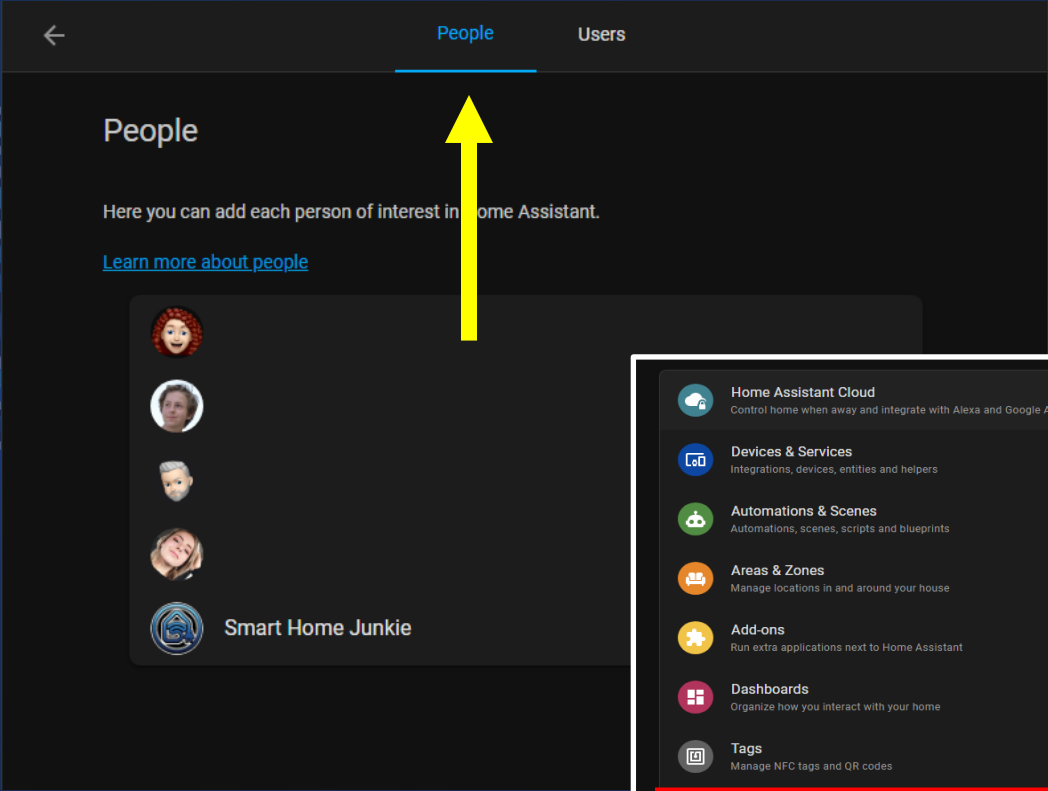 People
Users
People
Here you can add each person of interest in ome Assistant.
Learn more about people
Smart Home Junkie
Home Assistant Cloud
Control home when away and integrate with Alexa and Google A
Devices & Services
Integrations, devices, entities and helpers
Automations & Scenes
Automations, scenes, scripts and blueprints
Areas & Zones
Manage locations in and around your house
Add-ons
Run extra applications next to Home Assistant
Dashboards
Organize how you interact with your home
Tags
Manage NFC tags and QR codes